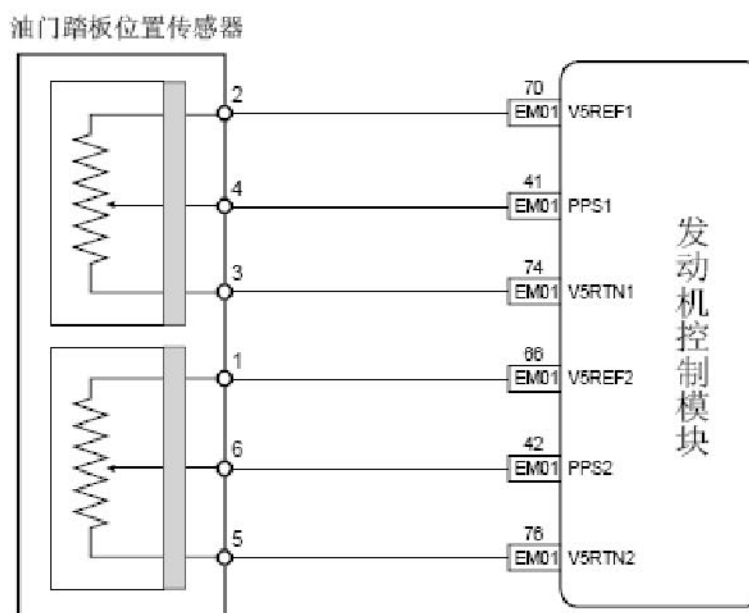 油门踏板位置传感器
2 70 EM01 V5REF1
4 41 EM01 PPS1
3 74 EM01 V5RTN1
1 66 EM01 V5REF2
6 42 EM01 PPS2
5 76 EM01 V5RTN2
发动机控制模块